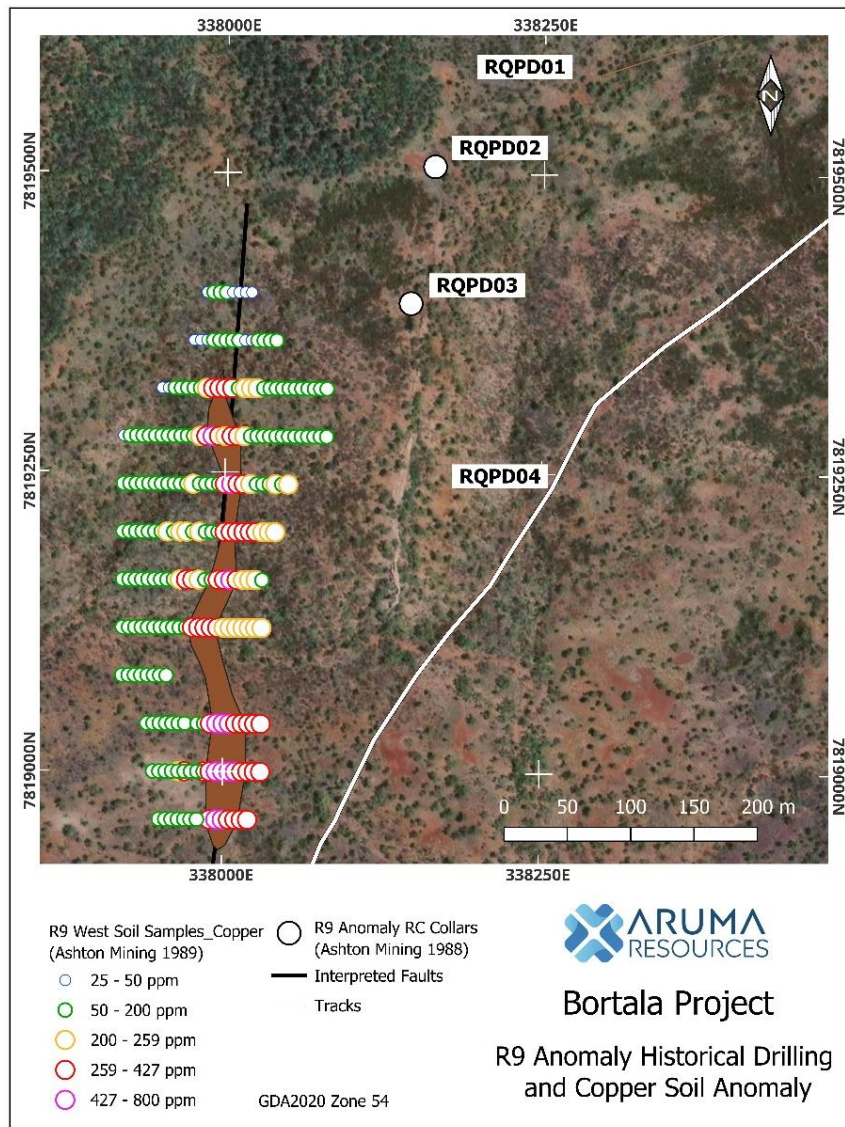 338000E
338250E
RQPD01
N
RQPD02
7819500N
7819500N
RQPD03
7819250N
7819250N
RQPD04
7819000N
7819000N
0 50 100 150 200 m
338000E
338250E
R9 West Soil Samples_Copper
(Ashton Mining 1989)
25 - 50 ppm
50 - 200 ppm
200 - 259 ppm
259 - 427 ppm
427 - 800 ppm
R9 Anomaly RC Collars
(Ashton Mining 1988)
Interpreted Faults
Tracks
GDA2020 Zone 54
ARUMA
RESOURCES
Bortala Project
R9 Anomaly Historical Drilling
and Copper Soil Anomaly